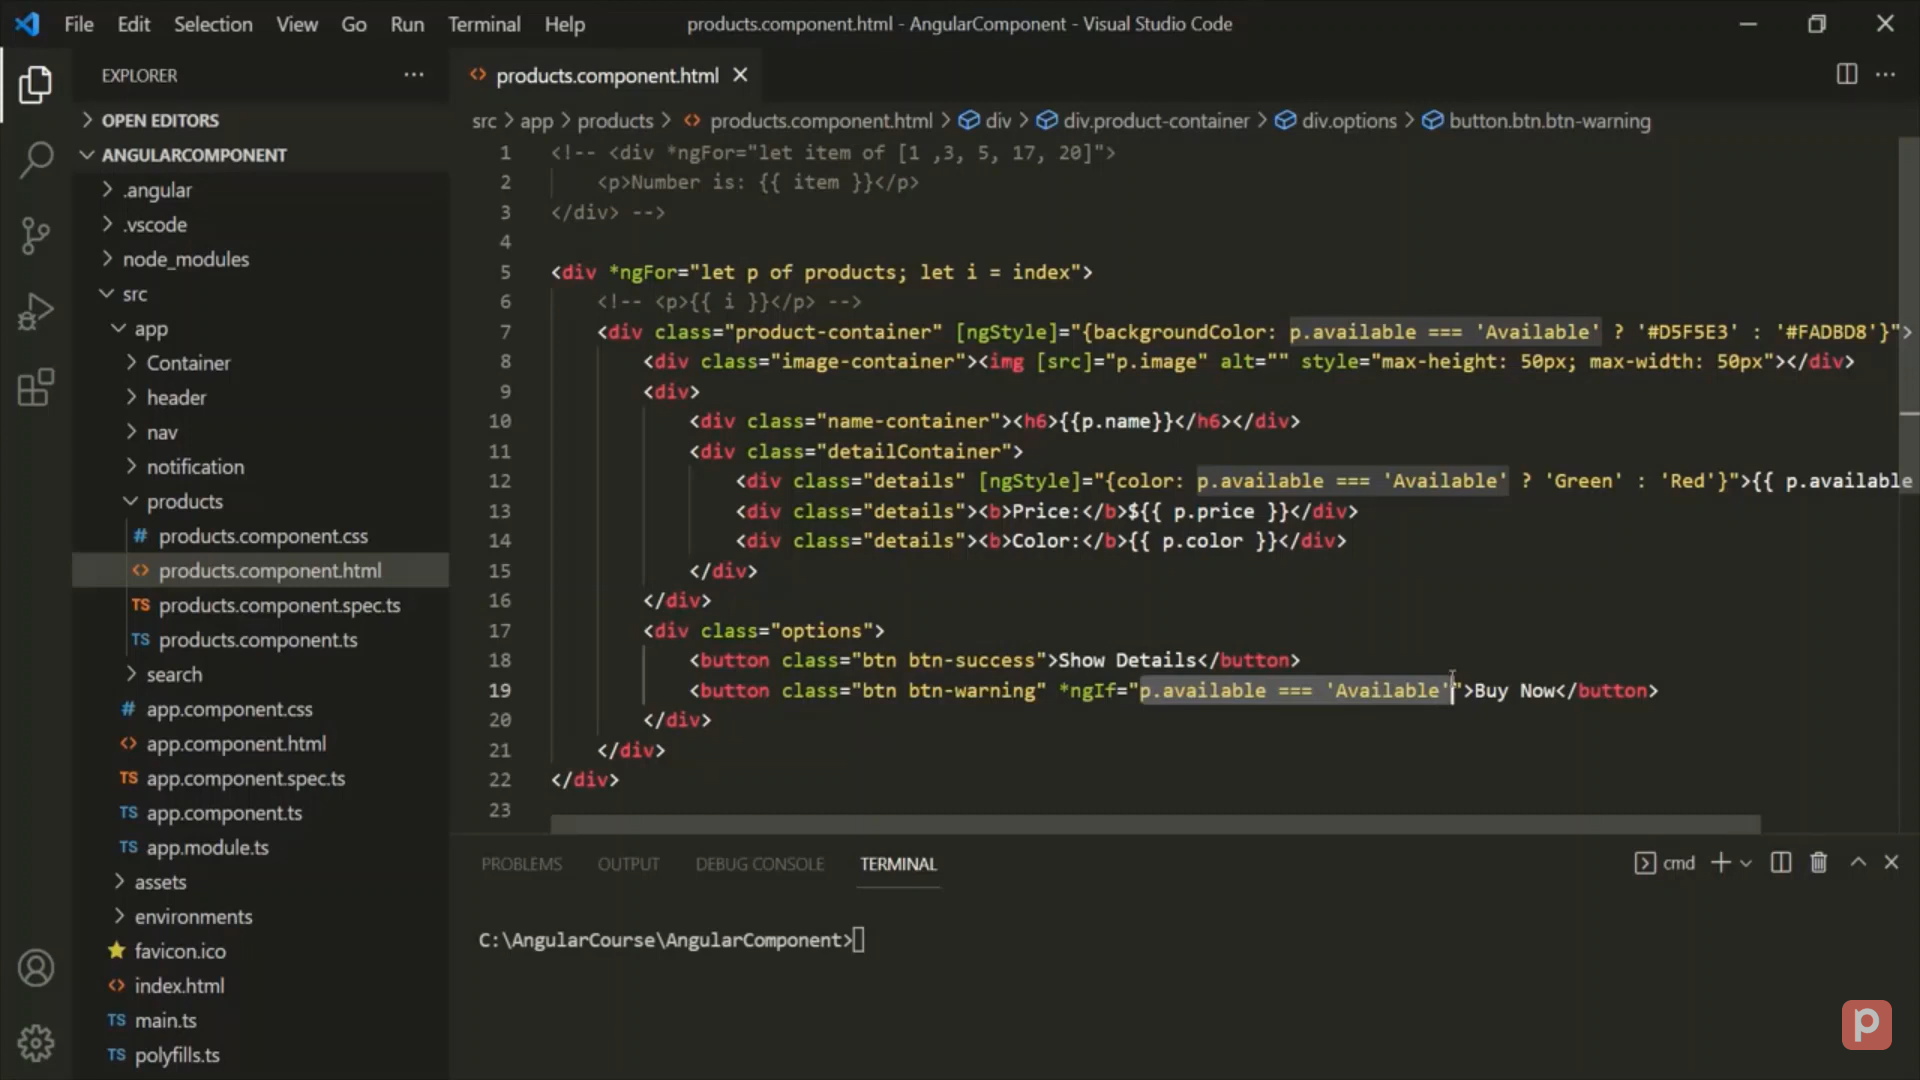 File Edit Selection View Go Run Terminal Help products.component.html - AngularComponent - Visual Studio Code
EXPLORER ...
OPEN EDITORS
ANGULARCOMPONENT
.angular
.vscode
node_modules
src
app
Container
header
nav
notification
products
products.component.css
products.component.html
products.component.spec.ts
products.component.ts
search
app.component.css
app.component.html
app.component.spec.ts
app.component.ts
app.module.ts
assets
environments
favicon.ico
index.html
main.ts
polyfills.ts
products.component.html
src > app > products > products.component.html > div > div.product-container > div.options > button.btn.btn-warning
1 <!-- <div *ngFor="let item of [1 ,3, 5, 17, 20]">
2 <p>Number is: {{ item }}</p>
3 </div> -->
4
5 <div *ngFor="let p of products; let i = index">
6 <!-- <p>{{ i }}</p> -->
7 <div class="product-container" [ngStyle]="{backgroundColor: p.available === 'Available' ? '#D5F5E3' : '#FADBD8'}">
8 <div class="image-container"><img [src]="p.image" alt="" style="max-height: 50px; max-width: 50px"></div>
9 <div>
10 <div class="name-container"><h6>{{p.name}}</h6></div>
11 <div class="detailContainer">
12 <div class="details" [ngStyle]="{color: p.available === 'Available' ? 'Green' : 'Red'}">{{ p.available
13 <div class="details"><b>Price:</b>${{ p.price }}</div>
14 <div class="details"><b>Color:</b>{{ p.color }}</div>
15 </div>
16 </div>
17 <div class="options">
18 <button class="btn btn-success">Show Details</button>
19 <button class="btn btn-warning" *ngIf="p.available === 'Available'">Buy Now</button>
20 </div>
21 </div>
22 </div>
23
PROBLEMS OUTPUT DEBUG CONSOLE TERMINAL cmd
C:\AngularCourse\AngularComponent>
p